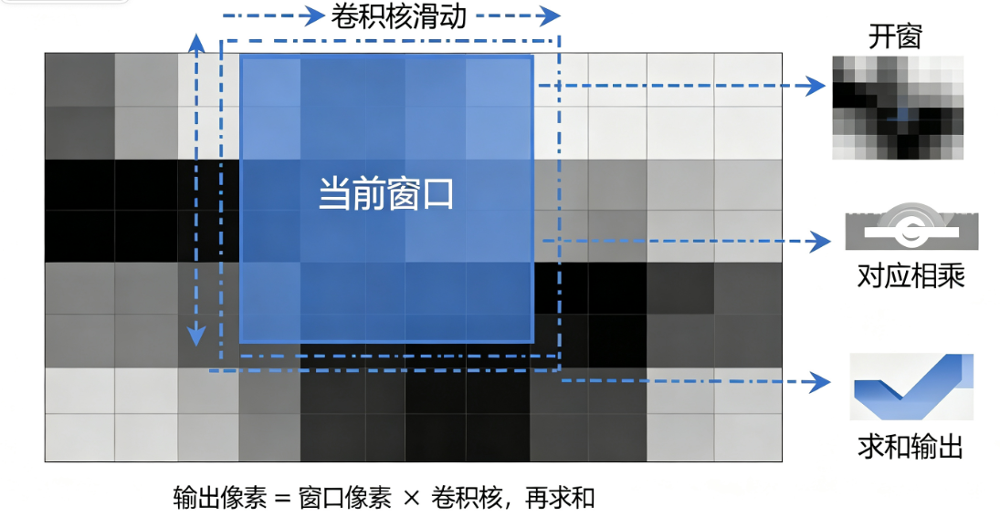 卷积核滑动
开窗
当前窗口
对应相乘
求和输出
输出像素 = 窗口像素 × 卷积核，再求和